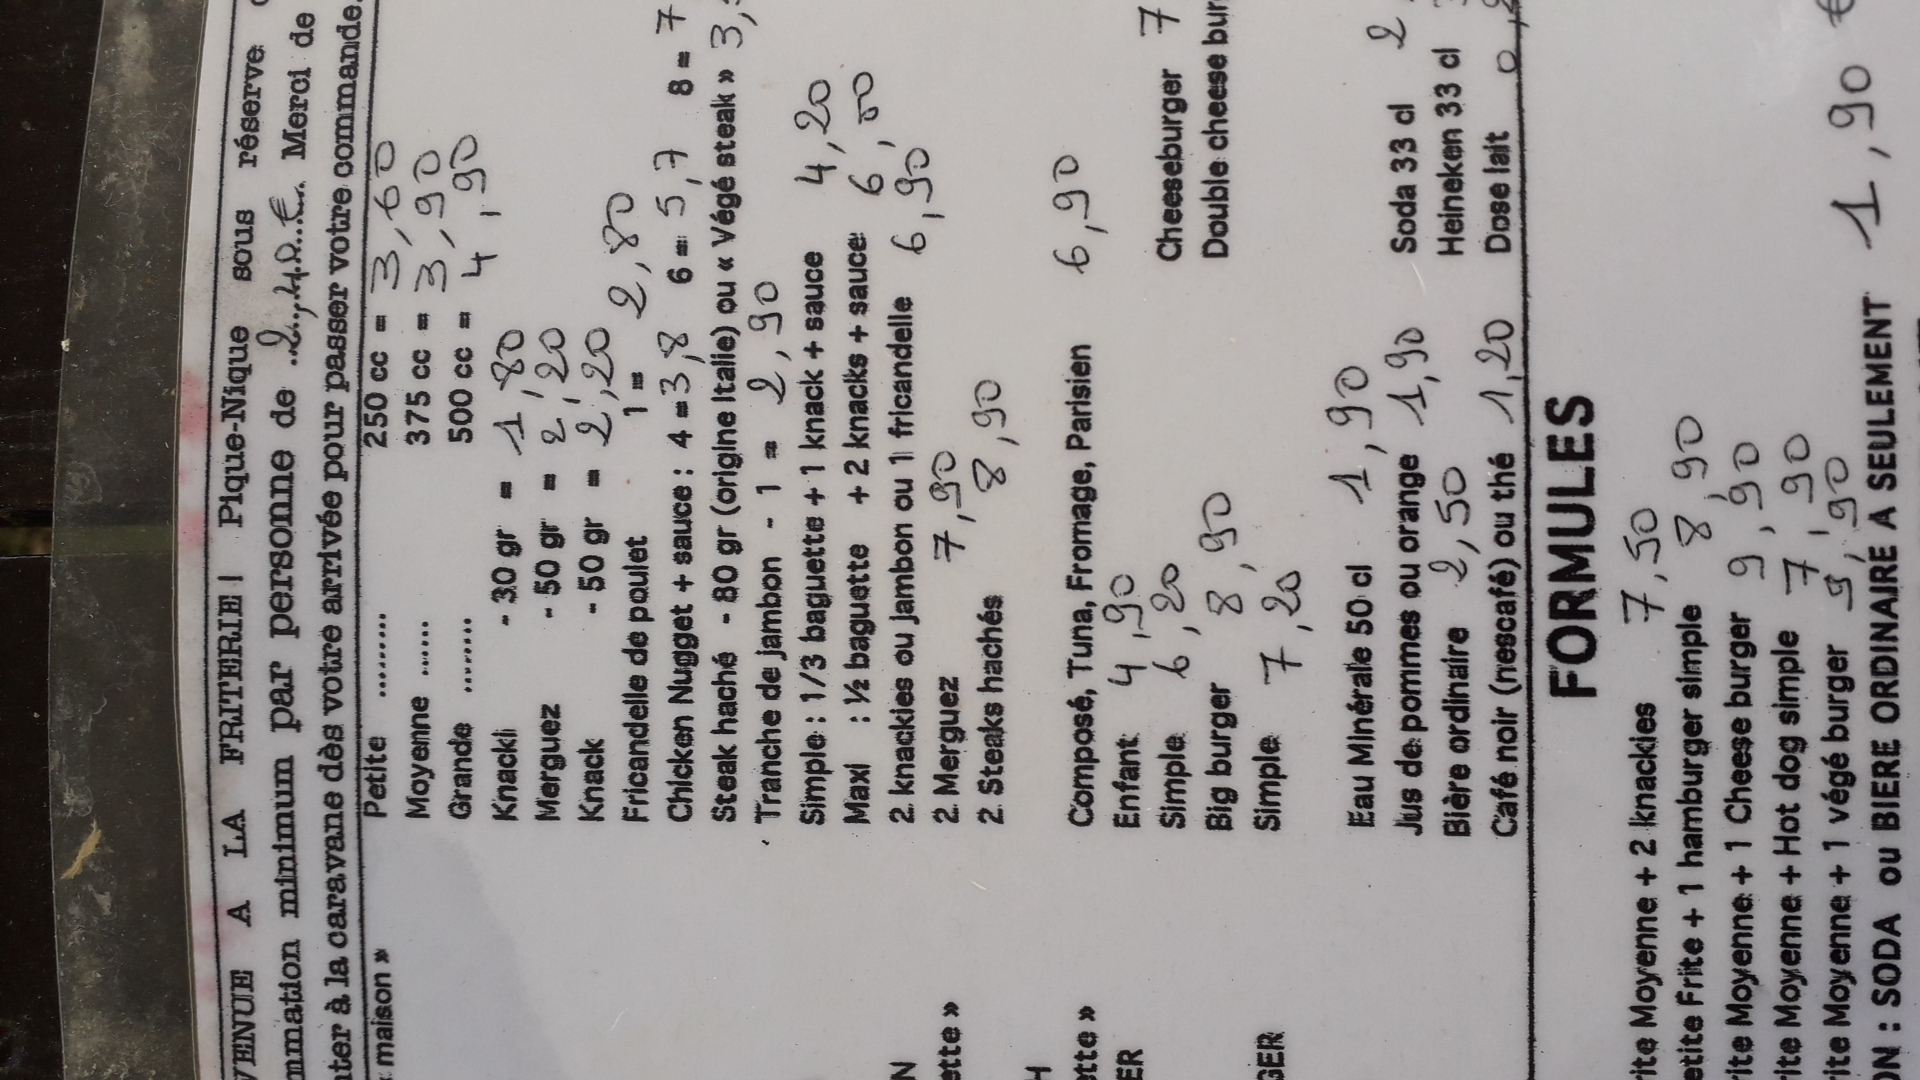 VENUE A LA FRITERIE ! Pique-Nique sous réserve
mmation minimum par personne de ..2,40.€.. Merci de
nter à la caravane dès votre arrivée pour passer votre commande.
« maison » Petite ......... 250 cc = 3,60
Moyenne ...... 375 cc = 3,90
Grande ........ 500 cc = 4,90
Knackli - 30 gr = 1,80
Merguez - 50 gr = 2,20
Knack - 50 gr = 2,20
Fricandelle de poulet 1 = 2,80
Chicken Nugget + sauce : 4 = 3,8 6 = 5,7 8 = 7
Steak haché - 80 gr (origine Italie) ou « Végé steak » 3,
Tranche de jambon - 1 = 2,90
Simple : 1/3 baguette + 1 knack + sauce 4,20
Maxi : ½ baguette + 2 knacks + sauce 6,00
N 2 knackies ou jambon ou 1 fricandelle 6,90
ette » 2 Merguez 7,90
2 Steaks hachés 8,90
H
ette » Composé, Tuna, Fromage, Parisien 6,90
ER Enfant 4,90
Simple 6,20 Cheeseburger 7
Big burger 8,90 Double cheese bur
GER Simple 7,20
Eau Minérale 50 cl 1,90
Jus de pommes ou orange 1,90 Soda 33 cl 2
Bière ordinaire 2,50 Heineken 33 cl
Café noir (nescafé) ou thé 1,20 Dose lait 0,
FORMULES
rite Moyenne + 2 knackies 7,50
etite Frite + 1 hamburger simple 8,90
rite Moyenne + 1 Cheese burger 9,90
rite Moyenne + Hot dog simple 7,90
rite Moyenne + 1 végé burger 9,90
ON : SODA ou BIERE ORDINAIRE A SEULEMENT 1,90 €